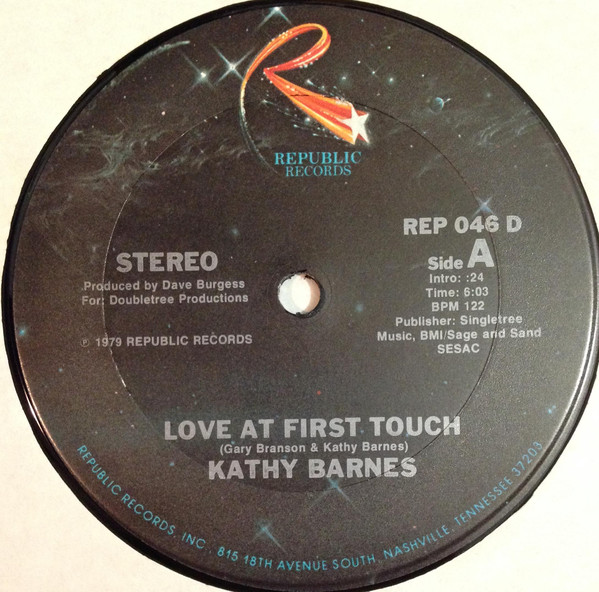 REPUBLIC
RECORDS
STEREO
Produced by Dave Burgess
For: Doubletree Productions
℗ 1979 REPUBLIC RECORDS
REP 046 D
Side A
Intro: :24
Time: 6:03
BPM 122
Publisher: Singletree
Music, BMI/Sage and Sand
SESAC
LOVE AT FIRST TOUCH
(Gary Branson & Kathy Barnes)
KATHY BARNES
REPUBLIC RECORDS, INC. 815 18TH AVENUE SOUTH, NASHVILLE, TENNESSEE 37203